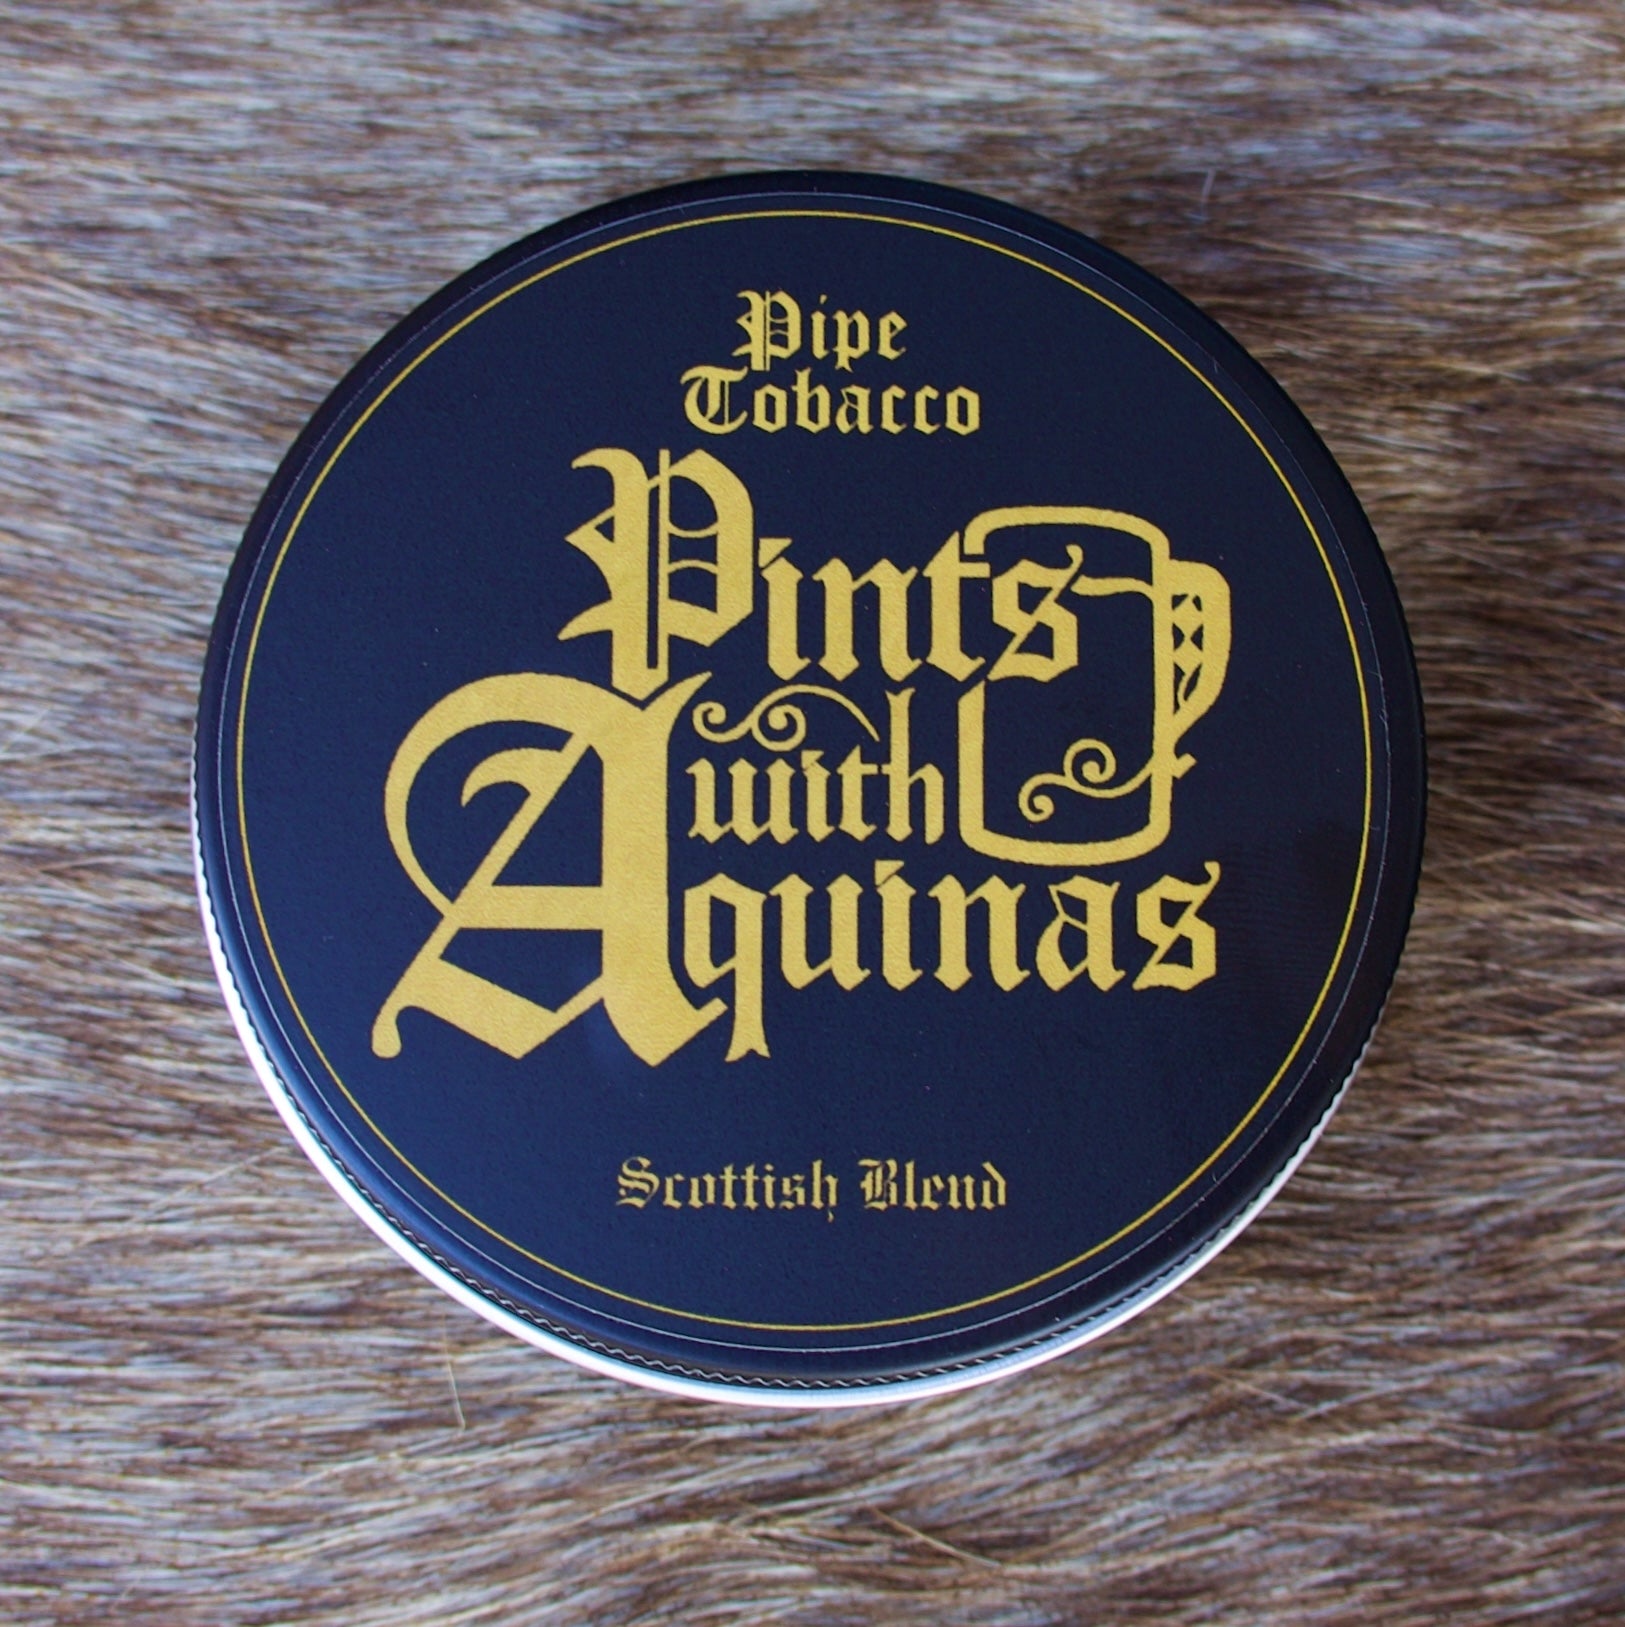 Pipe
Tobacco
Pints
with
Aquinas
Scottish Blend